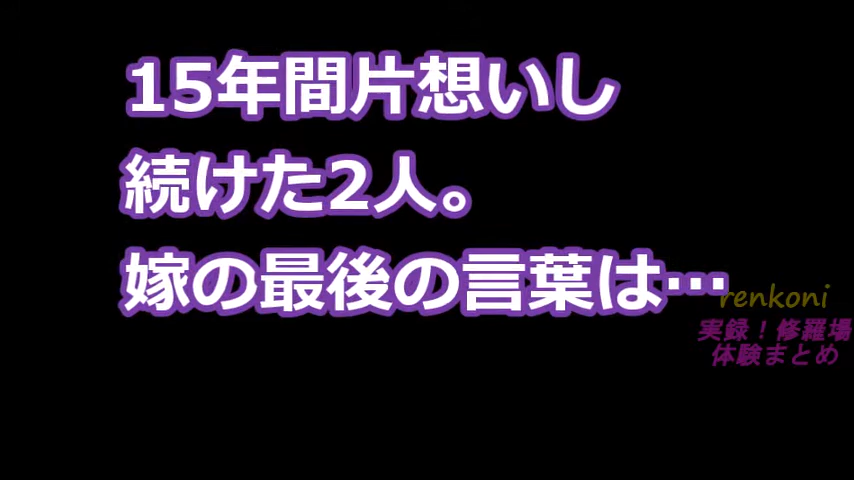 15年間片想いし
続けた2人。
嫁の最後の言葉は…
renkoni
実録！修羅場
体験まとめ